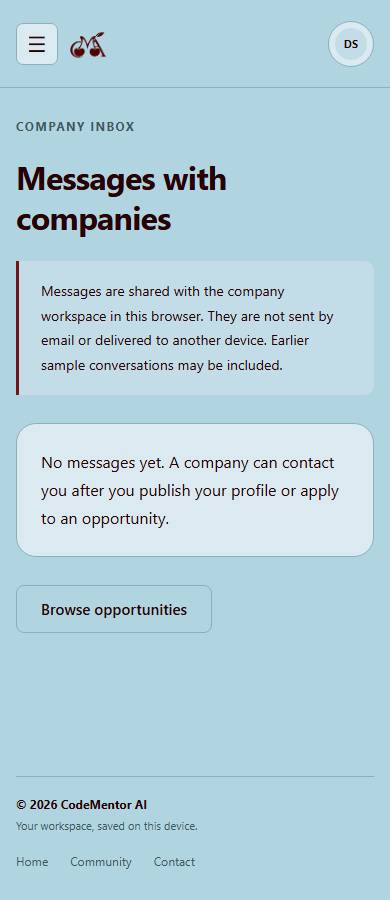 DS
COMPANY INBOX
Messages with
companies
Messages are shared with the company
workspace in this browser. They are not sent by
email or delivered to another device. Earlier
sample conversations may be included.
No messages yet. A company can contact
you after you publish your profile or apply
to an opportunity.
Browse opportunities
© 2026 CodeMentor AI
Your workspace, saved on this device.
Home Community Contact